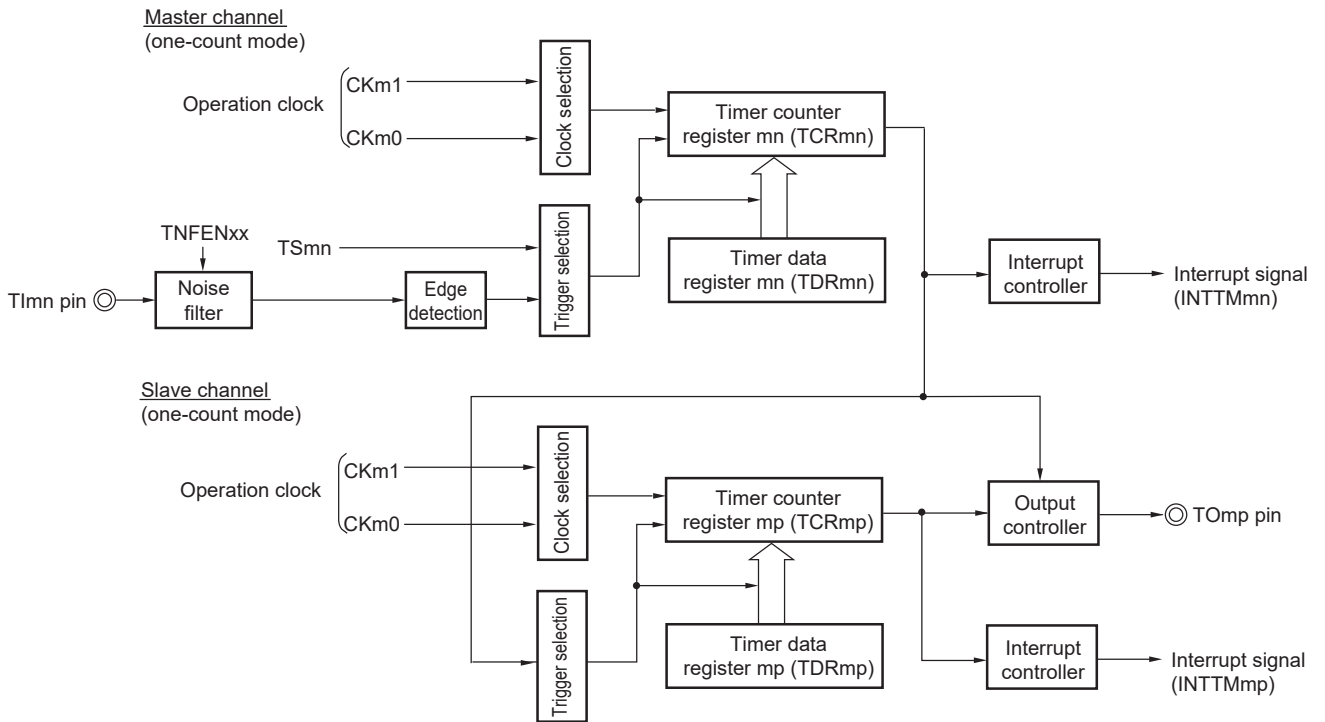 Master channel
(one-count mode)
Operation clock
CKm1
CKm0
Clock selection
Timer counter
register mn (TCRmn)
TNFENxx
TSmn
TImn pin
Noise
filter
Edge
detection
Trigger selection
Timer data
register mn (TDRmn)
Interrupt
controller
Interrupt signal
(INTTMmn)
Slave channel
(one-count mode)
Operation clock
CKm1
CKm0
Clock selection
Timer counter
register mp (TCRmp)
Output
controller
TOmp pin
Trigger selection
Timer data
register mp (TDRmp)
Interrupt
controller
Interrupt signal
(INTTMmp)